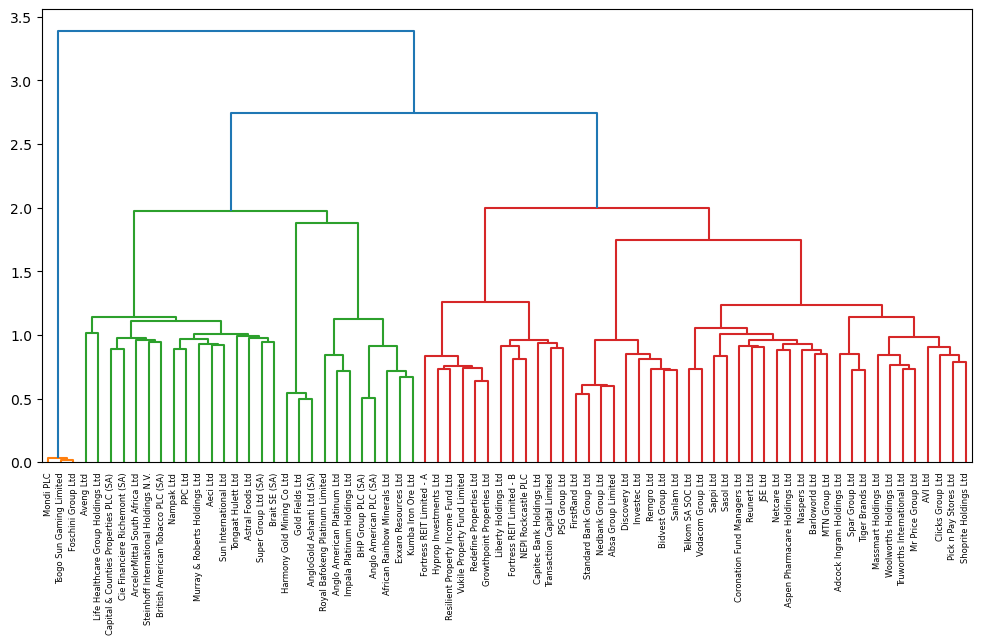 3.5
3.0
2.5
2.0
1.5
1.0
0.5
0.0
Mondi PLC
Tsogo Sun Gaming Limited
Foschini Group Ltd
Aveng Ltd
Life Healthcare Group Holdings Ltd
Capital & Counties Properties PLC (SA)
Cie Financiere Richemont (SA)
ArcelorMittal South Africa Ltd
Steinhoff International Holdings N.V.
British American Tobacco PLC (SA)
Nampak Ltd
PPC Ltd
Murray & Roberts Holdings Ltd
Aeci Ltd
Sun International Ltd
Tongaat Hulett Ltd
Astral Foods Ltd
Super Group Ltd (SA)
Brait SE (SA)
Harmony Gold Mining Co Ltd
Gold Fields Ltd
AngloGold Ashanti Ltd (SA)
Royal Bafokeng Platinum Limited
Anglo American Platinum Ltd
Impala Platinum Holdings Ltd
BHP Group PLC (SA)
Anglo American PLC (SA)
African Rainbow Minerals Ltd
Exxaro Resources Ltd
Kumba Iron Ore Ltd
Fortress REIT Limited - A
Hyprop Investments Ltd
Resilient Property Income Fund Ltd
Vukile Property Fund Limited
Redefine Properties Ltd
Growthpoint Properties Ltd
Liberty Holdings Ltd
Fortress REIT Limited - B
NEPI Rockcastle PLC
Capitec Bank Holdings Ltd
Transaction Capital Limited
PSG Group Ltd
FirstRand Ltd
Standard Bank Group Ltd
Nedbank Group Ltd
Absa Group Limited
Discovery Ltd
Investec Ltd
Remgro Ltd
Bidvest Group Ltd
Sanlam Ltd
Telkom SA SOC Ltd
Vodacom Group Ltd
Sappi Ltd
Sasol Ltd
Coronation Fund Managers Ltd
Reunert Ltd
JSE Ltd
Netcare Ltd
Aspen Pharmacare Holdings Ltd
Naspers Ltd
Barloworld Ltd
MTN Group Ltd
Adcock Ingram Holdings Ltd
Spar Group Ltd
Tiger Brands Ltd
Massmart Holdings Ltd
Woolworths Holdings Ltd
Truworths International Ltd
Mr Price Group Ltd
AVI Ltd
Clicks Group Ltd
Pick n Pay Stores Ltd
Shoprite Holdings Ltd